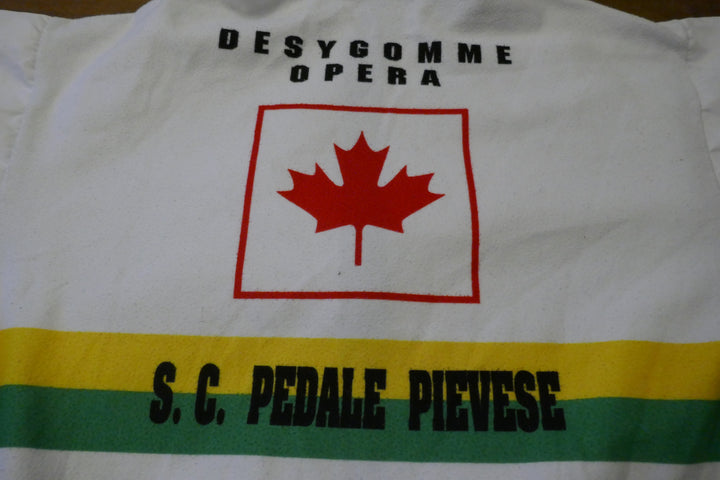 DESYGOMME
OPERA
S. C. PEDALE PIEVESE